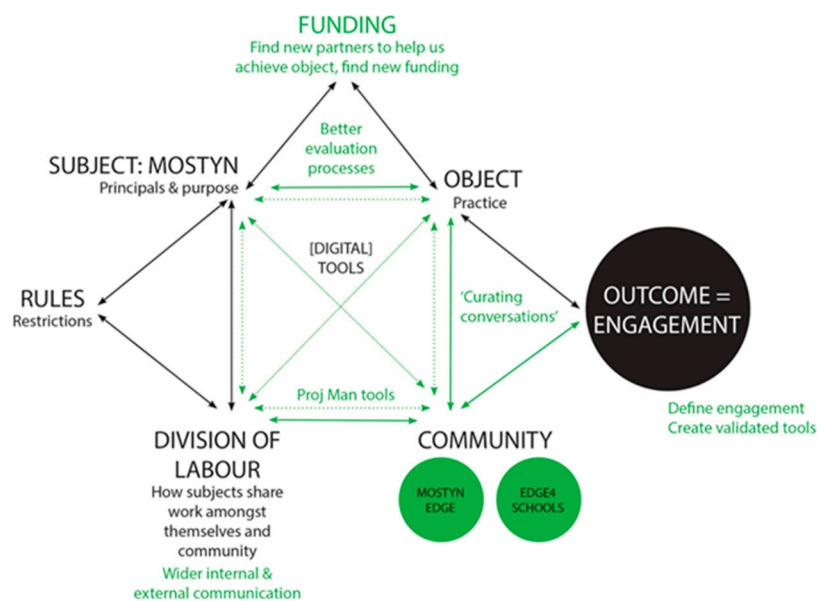 FUNDING
Find new partners to help us
achieve object, find new funding
Better
evaluation
processes
SUBJECT: MOSTYN
Principals & purpose
OBJECT
Practice
[DIGITAL]
TOOLS
RULES
Restrictions
'Curating
conversations'
OUTCOME =
ENGAGEMENT
Define engagement
Create validated tools
Proj Man tools
DIVISION OF
LABOUR
How subjects share
work amongst
themselves and
community
Wider internal &
external communication
COMMUNITY
MOSTYN
EDGE
EDGE4
SCHOOLS